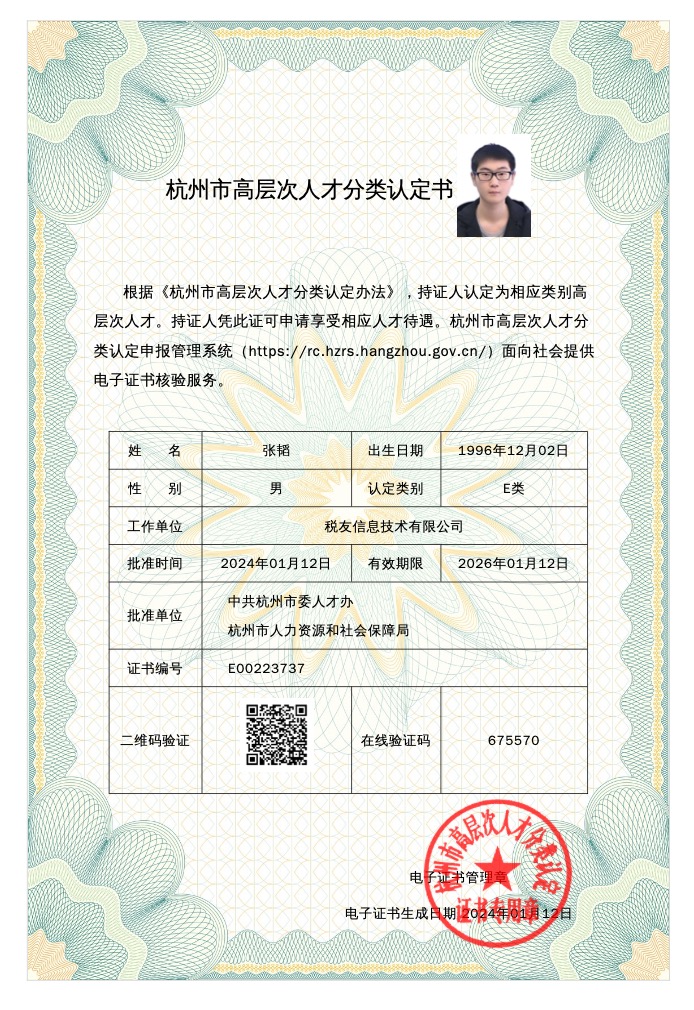 杭州市高层次人才分类认定书
根据《杭州市高层次人才分类认定办法》，持证人认定为相应类别高
层次人才。持证人凭此证可申请享受相应人才待遇。杭州市高层次人才分
类认定申报管理系统（https://rc.hzrs.hangzhou.gov.cn/）面向社会提供
电子证书核验服务。
姓 名 张韬 出生日期 1996年12月02日
性 别 男 认定类别 E类
工作单位 税友信息技术有限公司
批准时间 2024年01月12日 有效期限 2026年01月12日
批准单位 中共杭州市委人才办
杭州市人力资源和社会保障局
证书编号 E00223737
二维码验证 在线验证码 675570
杭州市高层次人才分类认定
电子证书管理章
证书专用章
电子证书生成日期 2024年01月12日